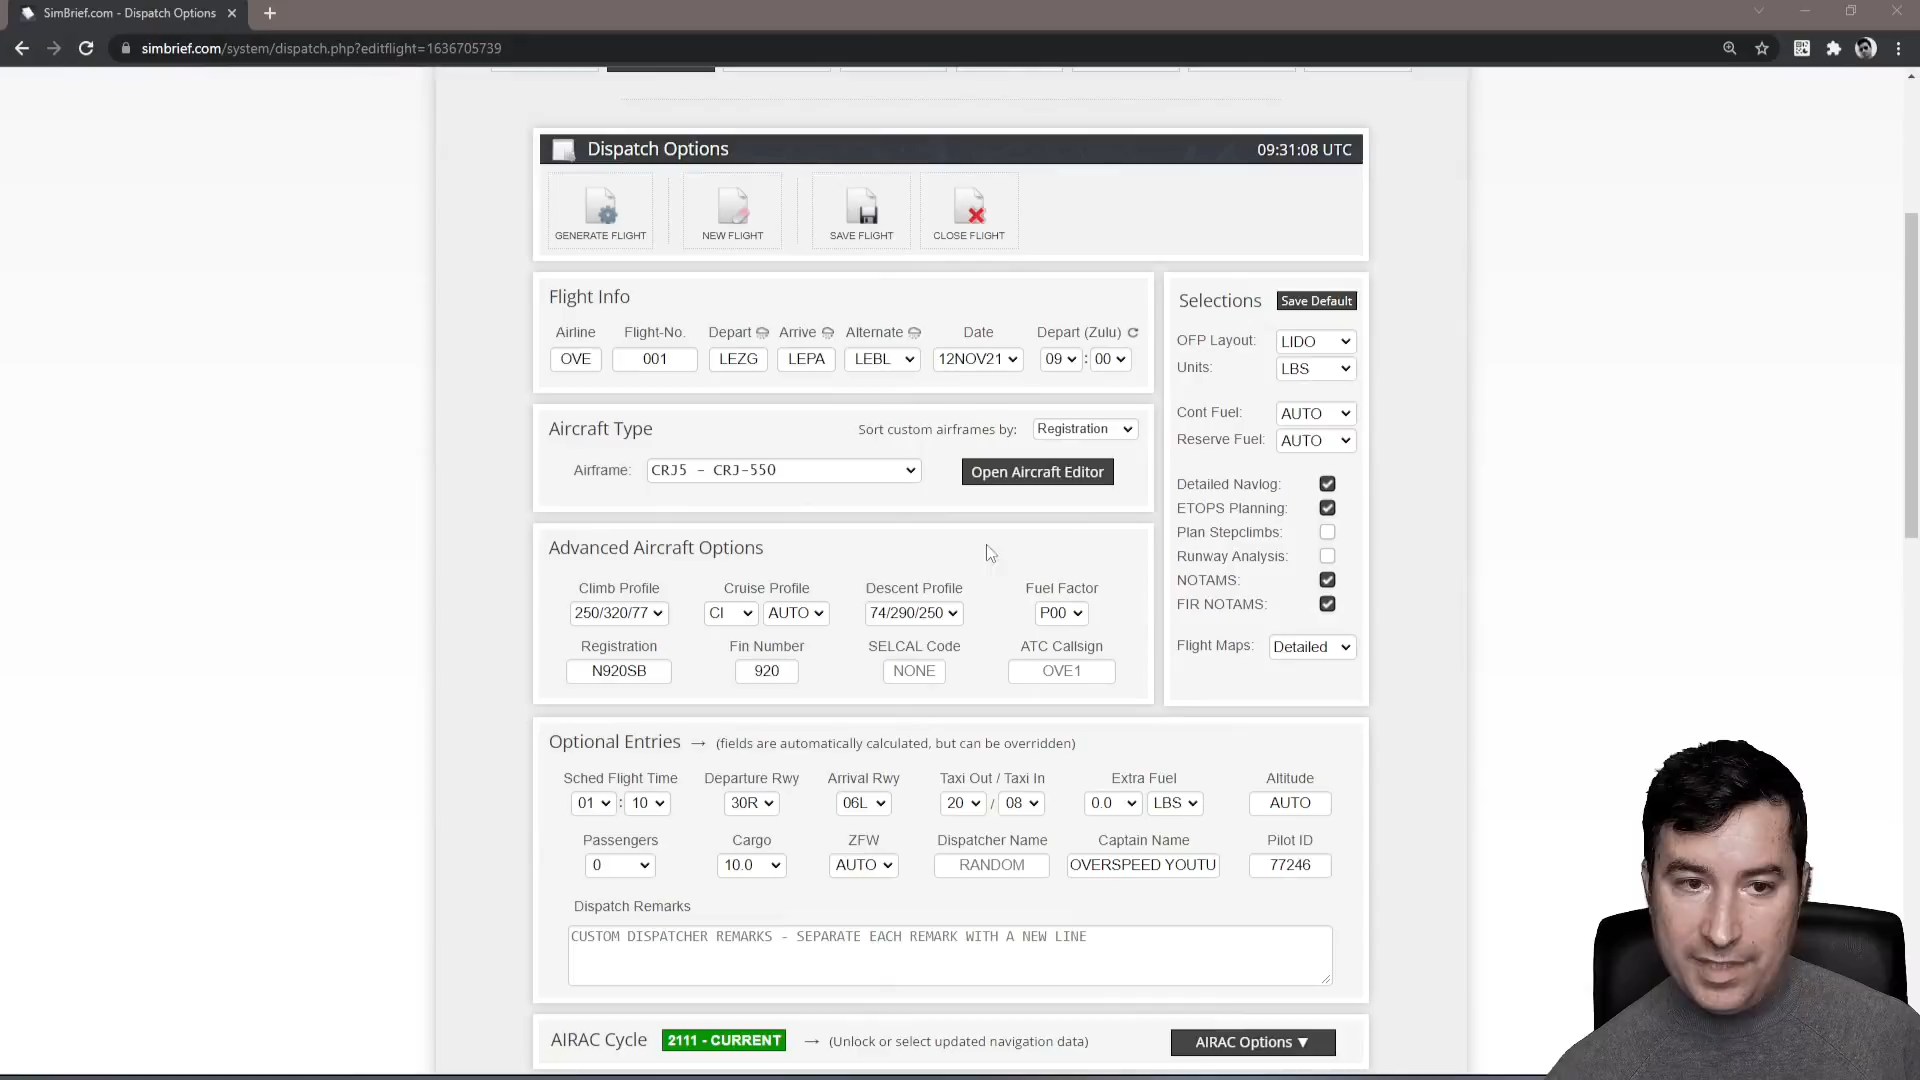 SimBrief.com - Dispatch Options
simbrief.com/system/dispatch.php?editflight=1636705739
Dispatch Options
09:31:08 UTC
GENERATE FLIGHT
NEW FLIGHT
SAVE FLIGHT
CLOSE FLIGHT
Flight Info
Airline Flight-No. Depart Arrive Alternate Date Depart (Zulu)
OVE 001 LEZG LEPA LEBL 12NOV21 09 : 00
Aircraft Type
Sort custom airframes by: Registration
Airframe: CRJ5 - CRJ-550
Open Aircraft Editor
Advanced Aircraft Options
Climb Profile Cruise Profile Descent Profile Fuel Factor
250/320/77 CI AUTO 74/290/250 P00
Registration Fin Number SELCAL Code ATC Callsign
N920SB 920 NONE OVE1
Selections Save Default
OFP Layout: LIDO
Units: LBS
Cont Fuel: AUTO
Reserve Fuel: AUTO
Detailed Navlog:
ETOPS Planning:
Plan Stepclimbs:
Runway Analysis:
NOTAMS:
FIR NOTAMS:
Flight Maps: Detailed
Optional Entries → (fields are automatically calculated, but can be overridden)
Sched Flight Time Departure Rwy Arrival Rwy Taxi Out / Taxi In Extra Fuel Altitude
01 : 10 30R 06L 20 / 08 0.0 LBS AUTO
Passengers Cargo ZFW Dispatcher Name Captain Name Pilot ID
0 10.0 AUTO RANDOM OVERSPEED YOUTU 77246
Dispatch Remarks
CUSTOM DISPATCHER REMARKS - SEPARATE EACH REMARK WITH A NEW LINE
AIRAC Cycle 2111 - CURRENT → (Unlock or select updated navigation data) AIRAC Options ▼